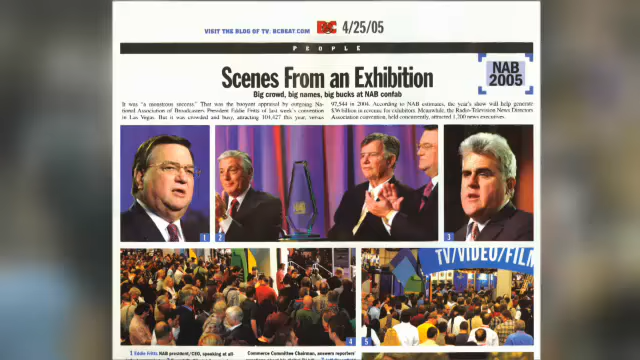 VISIT THE BLOG OF TV: BCBEAT.COM B&C 4/25/05
PEOPLE
Scenes From an Exhibition
Big crowd, big names, big bucks at NAB confab
NAB
2005
It was "a monstrous success." That was the buoyant appraisal by outgoing Na-
tional Association of Broadcasters President Eddie Fritts of last week's convention
in Las Vegas. But it was crowded and busy, attracting 104,427 this year, versus
97,544 in 2004. According to NAB estimates, the year's show will help generate
$36 billion in revenue for exhibitors. Meanwhile, the Radio-Television News Directors
Association convention, held concurrently, attracted 1,200 news executives.
1
2
3
TV/VIDEO/FILM
4
5
1 Eddie Fritts NAB president/CEO, speaking at all-
Commerce Committee Chairman, answers reporters'